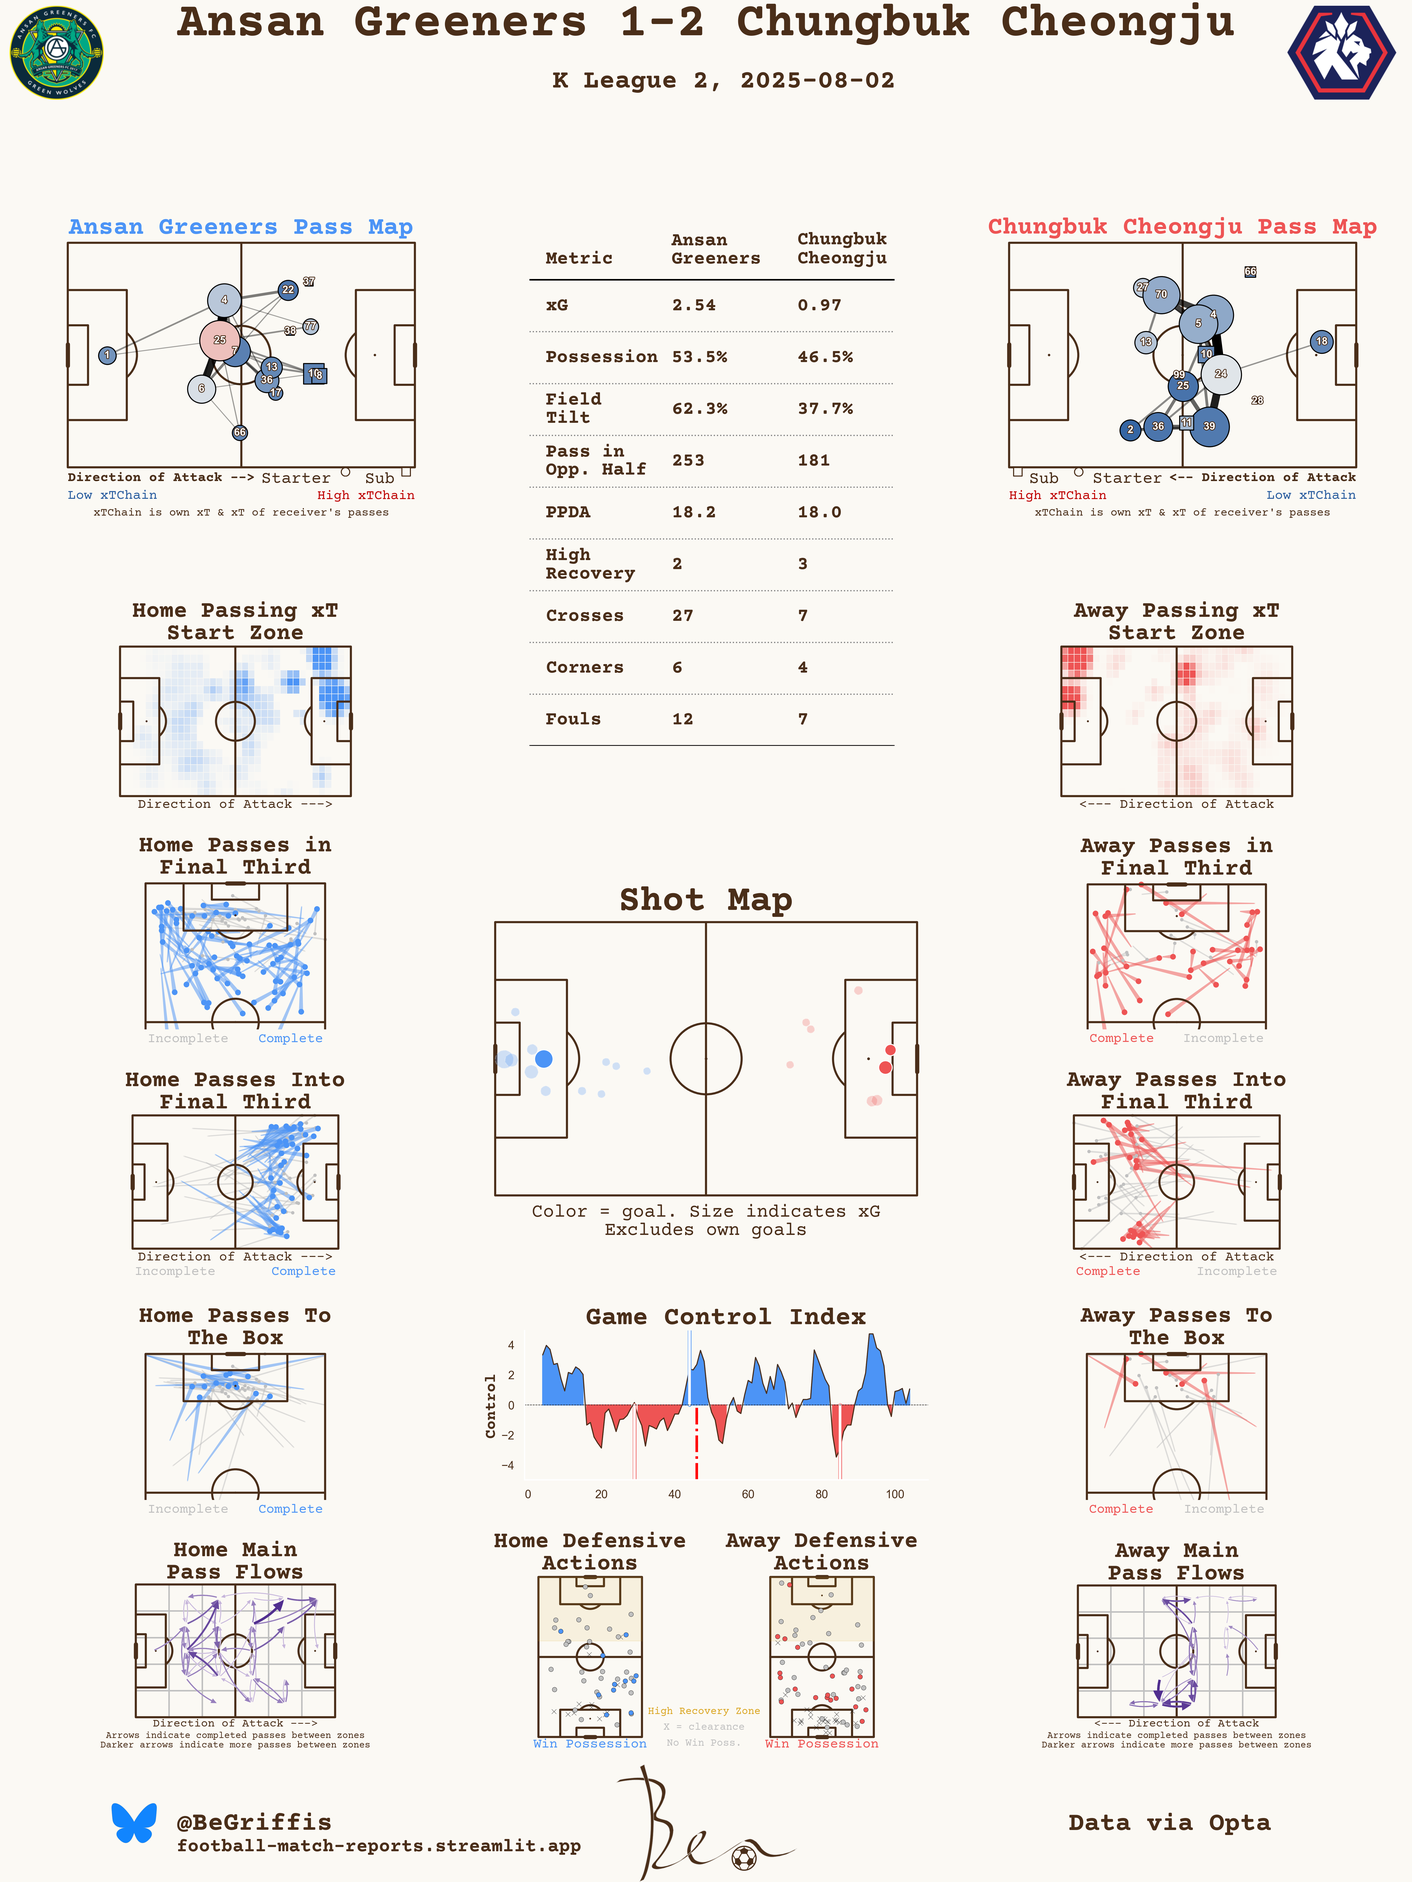 Ansan Greeners 1-2 Chungbuk Cheongju
K League 2, 2025-08-02
ANSAN GREENERS FC
GREEN WOLVES
Ansan Greeners Pass Map
1
4
25
6
7
22
37
38
77
13
36
17
8
66
Direction of Attack --> Starter Sub
Low xTChain High xTChain
xTChain is own xT & xT of receiver's passes
Metric Ansan Greeners Chungbuk Cheongju
xG 2.54 0.97
Possession 53.5% 46.5%
Field Tilt 62.3% 37.7%
Pass in Opp. Half 253 181
PPDA 18.2 18.0
High Recovery 2 3
Crosses 27 7
Corners 6 4
Fouls 12 7
Chungbuk Cheongju Pass Map
66
27
70
4
5
13
10
18
99
24
25
28
2
36
11
39
Sub Starter <-- Direction of Attack
High xTChain Low xTChain
xTChain is own xT & xT of receiver's passes
Home Passing xT
Start Zone
Direction of Attack --->
Away Passing xT
Start Zone
<--- Direction of Attack
Home Passes in
Final Third
Incomplete Complete
Away Passes in
Final Third
Complete Incomplete
Shot Map
Color = goal. Size indicates xG
Excludes own goals
Home Passes Into
Final Third
Direction of Attack --->
Incomplete Complete
Away Passes Into
Final Third
<--- Direction of Attack
Complete Incomplete
Home Passes To
The Box
Incomplete Complete
Game Control Index
Control
4
2
0
−2
−4
0 20 40 60 80 100
Away Passes To
The Box
Complete Incomplete
Home Main
Pass Flows
Direction of Attack --->
Arrows indicate completed passes between zones
Darker arrows indicate more passes between zones
Home Defensive
Actions
Win Possession
High Recovery Zone
X = clearance
No Win Poss.
Away Defensive
Actions
Win Possession
Away Main
Pass Flows
<--- Direction of Attack
Arrows indicate completed passes between zones
Darker arrows indicate more passes between zones
@BeGriffis
football-match-reports.streamlit.app
Ben
Data via Opta